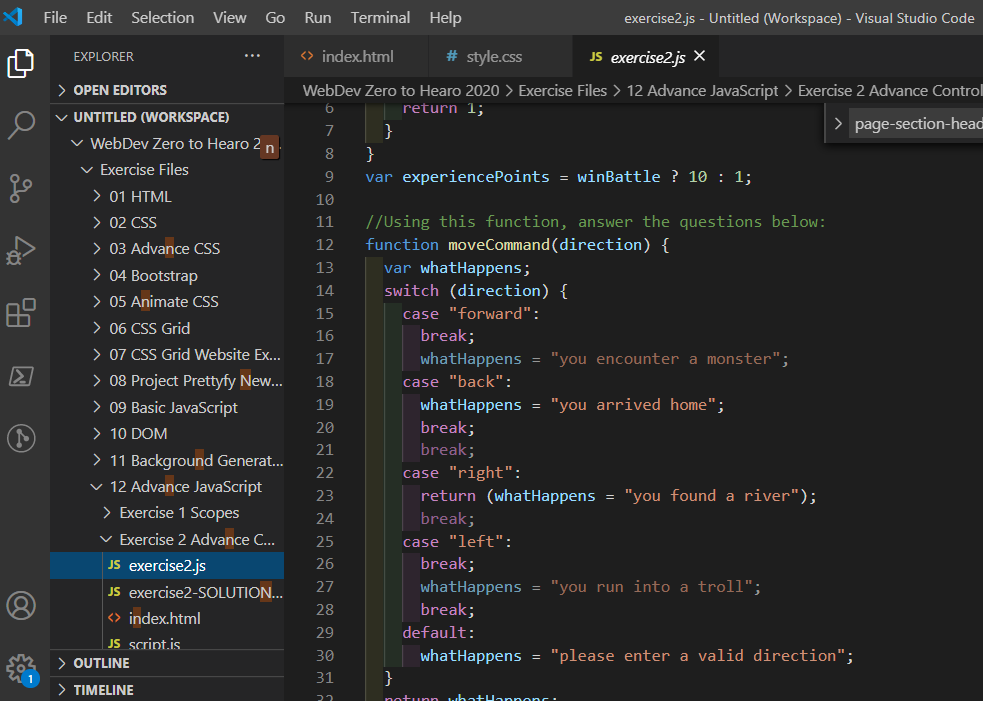 File Edit Selection View Go Run Terminal Help
exercise2.js - Untitled (Workspace) - Visual Studio Code
EXPLORER ···
OPEN EDITORS
UNTITLED (WORKSPACE)
WebDev Zero to Hearo 2
n
Exercise Files
01 HTML
02 CSS
03 Advance CSS
04 Bootstrap
05 Animate CSS
06 CSS Grid
07 CSS Grid Website Ex...
08 Project Prettyfy New...
09 Basic JavaScript
10 DOM
11 Background Generat...
12 Advance JavaScript
Exercise 1 Scopes
Exercise 2 Advance C...
JS exercise2.js
JS exercise2-SOLUTION...
<> index.html
JS script.js
OUTLINE
TIMELINE
1
<> index.html
# style.css
JS exercise2.js
WebDev Zero to Hearo 2020 > Exercise Files > 12 Advance JavaScript > Exercise 2 Advance Control
page-section-head
6 return 1;
7 }
8 }
9 var experiencePoints = winBattle ? 10 : 1;
10
11 //Using this function, answer the questions below:
12 function moveCommand(direction) {
13 var whatHappens;
14 switch (direction) {
15 case "forward":
16 break;
17 whatHappens = "you encounter a monster";
18 case "back":
19 whatHappens = "you arrived home";
20 break;
21 break;
22 case "right":
23 return (whatHappens = "you found a river");
24 break;
25 case "left":
26 break;
27 whatHappens = "you run into a troll";
28 break;
29 default:
30 whatHappens = "please enter a valid direction";
31 }
32 return whatHappens;